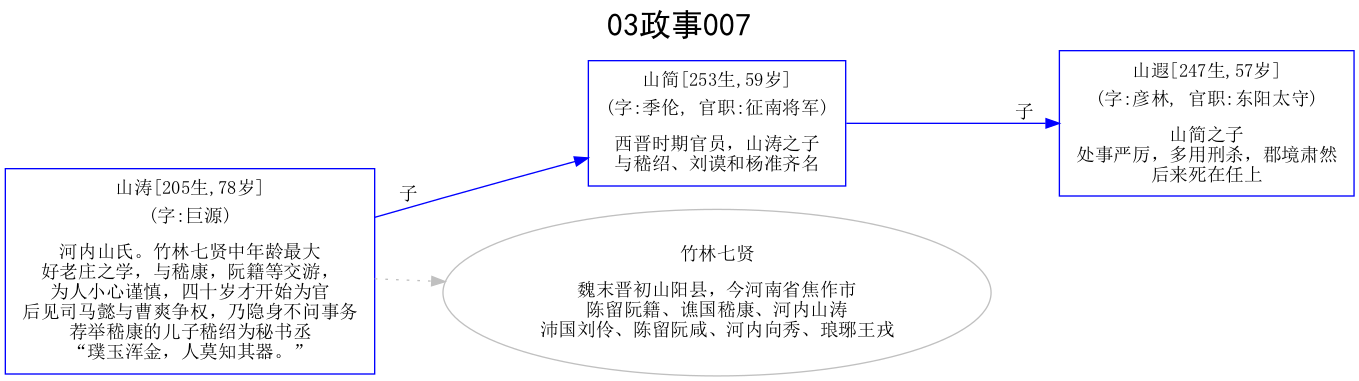 03政事007
山涛[205生,78岁]
(字:巨源)
河内山氏。竹林七贤中年龄最大
好老庄之学，与嵇康，阮籍等交游，
为人小心谨慎，四十岁才开始为官
后见司马懿与曹爽争权，乃隐身不问事务
荐举嵇康的儿子嵇绍为秘书丞
“璞玉浑金，人莫知其器。”
子
山简[253生,59岁]
(字:季伦, 官职:征南将军)
西晋时期官员，山涛之子
与嵇绍、刘谟和杨准齐名
子
山遐[247生,57岁]
(字:彦林, 官职:东阳太守)
山简之子
处事严厉，多用刑杀，郡境肃然
后来死在任上
竹林七贤
魏末晋初山阳县，今河南省焦作市
陈留阮籍、谯国嵇康、河内山涛
沛国刘伶、陈留阮咸、河内向秀、琅琊王戎